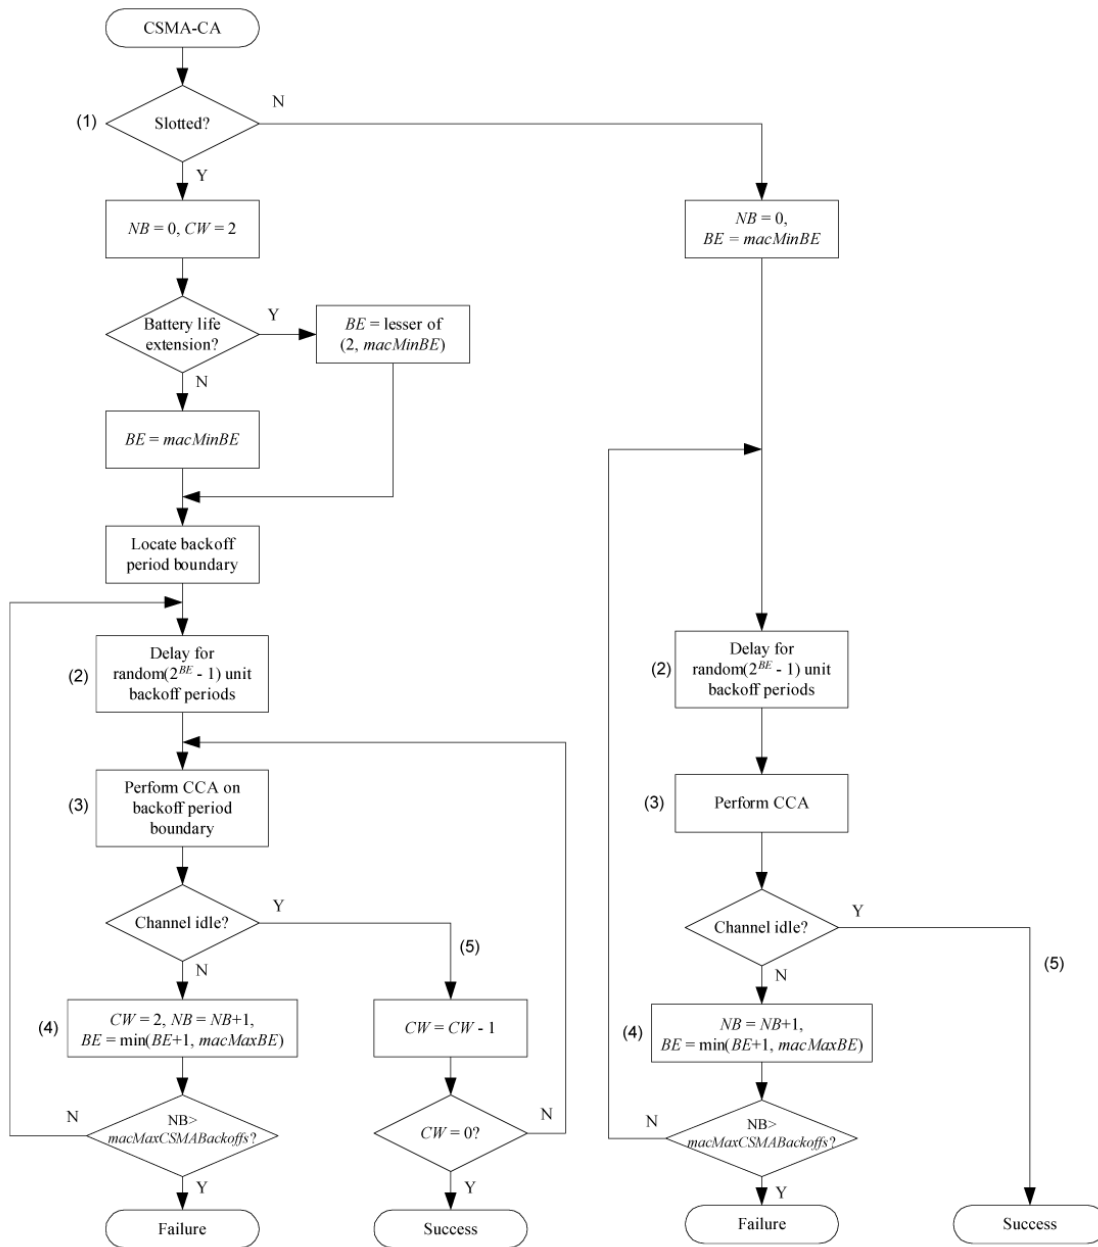 CSMA-CA
(1)
Slotted?
N
Y
NB = 0, CW = 2
NB = 0,
BE = macMinBE
Battery life
extension?
Y
BE = lesser of
(2, macMinBE)
N
BE = macMinBE
Locate backoff
period boundary
(2)
Delay for
random(2^BE - 1) unit
backoff periods
(2)
Delay for
random(2^BE - 1) unit
backoff periods
(3)
Perform CCA on
backoff period
boundary
(3)
Perform CCA
Channel idle?
Y
(5)
N
Channel idle?
Y
(5)
N
(4)
CW = 2, NB = NB+1,
BE = min(BE+1, macMaxBE)
CW = CW - 1
(4)
NB = NB+1,
BE = min(BE+1, macMaxBE)
N
NB>
macMaxCSMABackoffs?
Y
CW = 0?
N
Y
N
NB>
macMaxCSMABackoffs?
Y
Failure
Success
Failure
Success